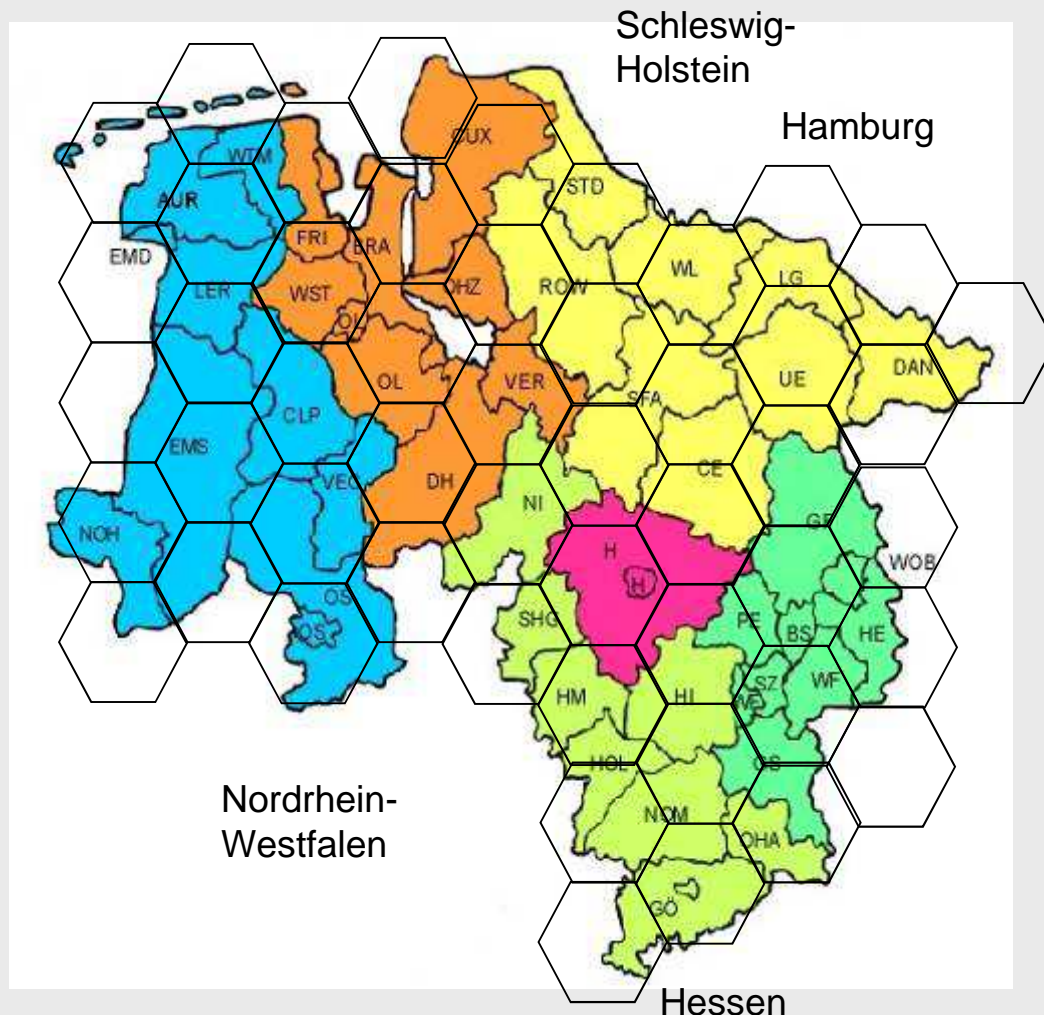 Schleswig-
Holstein
Hamburg
CUX
WTM
STD
AUR
FRI
BRA
EMD
WL
LG
LER
WST
OHZ
ROW
OL
OL
VER
SFA
UE
DAN
CLP
EMS
VEC
DH
NI
CE
GF
NOH
H
H
WOB
OS
OS
SHG
PE
BS
HE
HM
HI
SZ
WF
HOL
GS
Nordrhein-
Westfalen
NOM
OHA
GÖ
Hessen